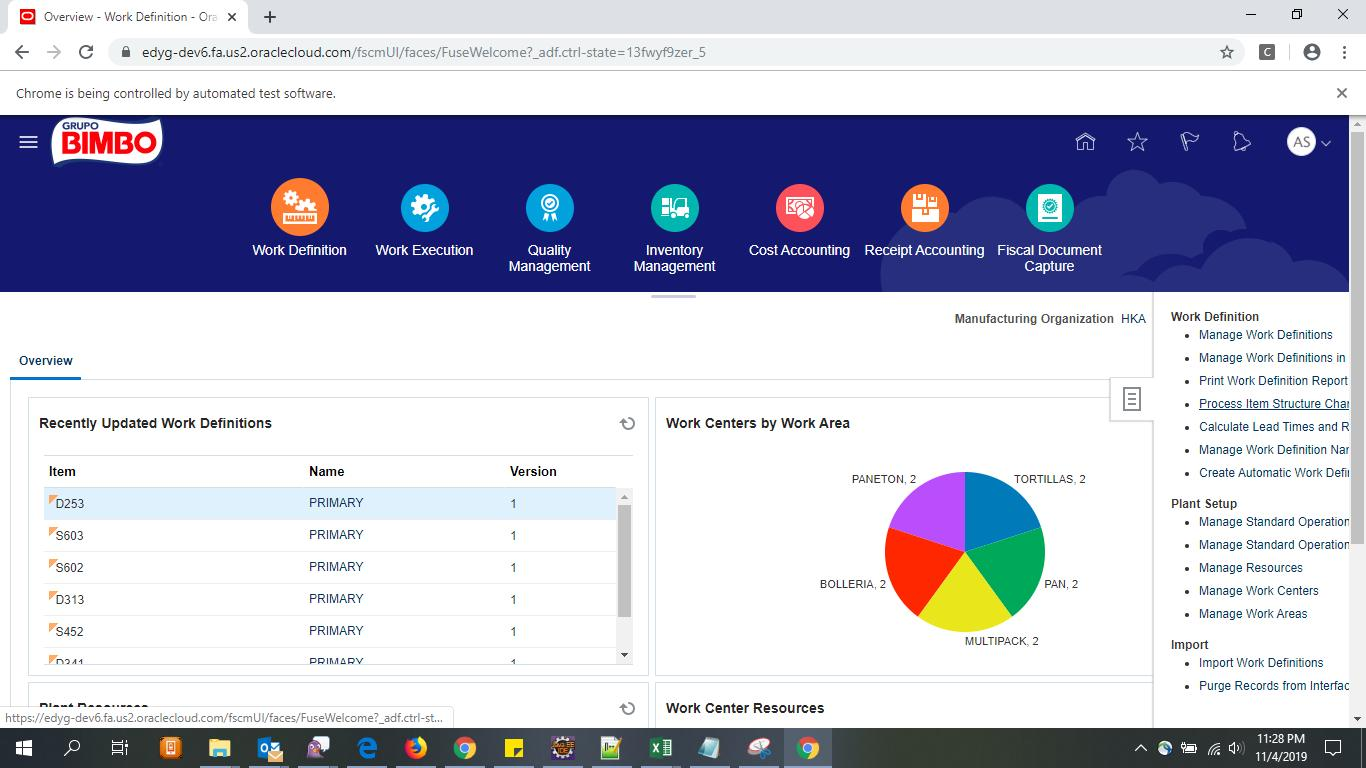 Overview - Work Definition - Ora
edyg-dev6.fa.us2.oraclecloud.com/fscmUI/faces/FuseWelcome?_adf.ctrl-state=13fwyf9zer_5
C
Chrome is being controlled by automated test software.
GRUPO
BIMBO
AS
Work Definition
Work Execution
Quality
Management
Inventory
Management
Cost Accounting
Receipt Accounting
Fiscal Document
Capture
Manufacturing Organization HKA
Overview
Recently Updated Work Definitions
Item Name Version
D253 PRIMARY 1
S603 PRIMARY 1
S602 PRIMARY 1
D313 PRIMARY 1
S452 PRIMARY 1
D341 PRIMARY 1
Work Centers by Work Area
PANETON, 2
TORTILLAS, 2
BOLLERIA, 2
PAN, 2
MULTIPACK, 2
Plant Resources
Work Center Resources
Work Definition
Manage Work Definitions
Manage Work Definitions in
Print Work Definition Report
Process Item Structure Char
Calculate Lead Times and R
Manage Work Definition Nar
Create Automatic Work Defi
Plant Setup
Manage Standard Operation
Manage Standard Operation
Manage Resources
Manage Work Centers
Manage Work Areas
Import
Import Work Definitions
Purge Records from Interfac
https://edyg-dev6.fa.us2.oraclecloud.com/fscmUI/faces/FuseWelcome?_adf.ctrl-st...
11:28 PM
11/4/2019